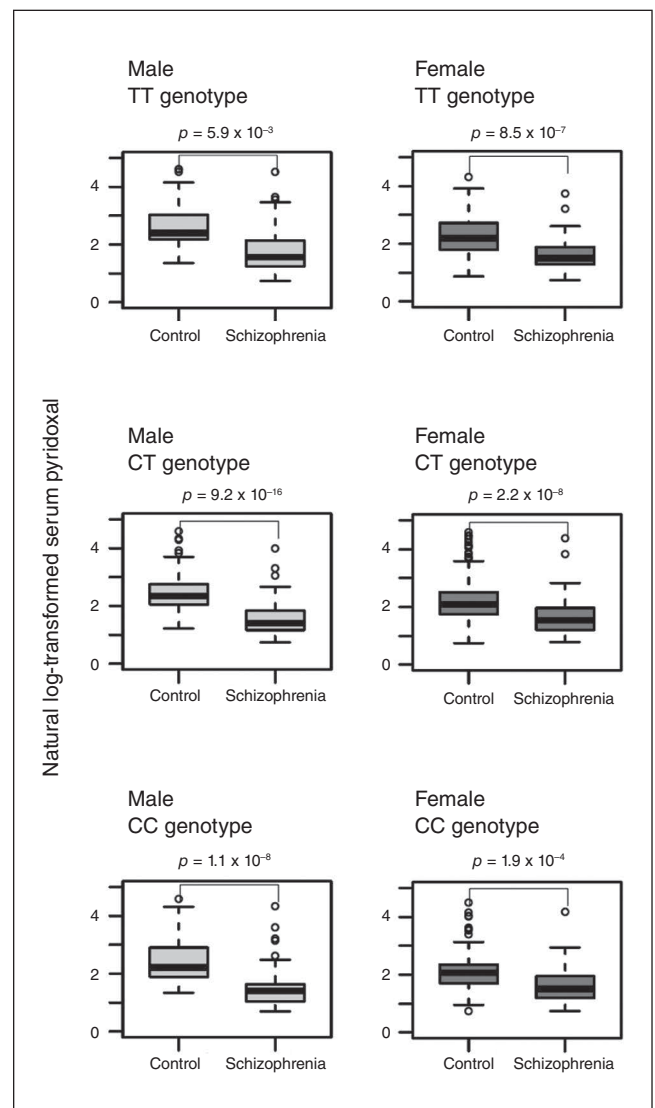 Natural log-transformed serum pyridoxal
Male
TT genotype
p = 5.9 x 10⁻³
4
2
0
Control Schizophrenia
Female
TT genotype
p = 8.5 x 10⁻⁷
4
2
0
Control Schizophrenia
Male
CT genotype
p = 9.2 x 10⁻¹⁶
4
2
0
Control Schizophrenia
Female
CT genotype
p = 2.2 x 10⁻⁸
4
2
0
Control Schizophrenia
Male
CC genotype
p = 1.1 x 10⁻⁸
4
2
0
Control Schizophrenia
Female
CC genotype
p = 1.9 x 10⁻⁴
4
2
0
Control Schizophrenia